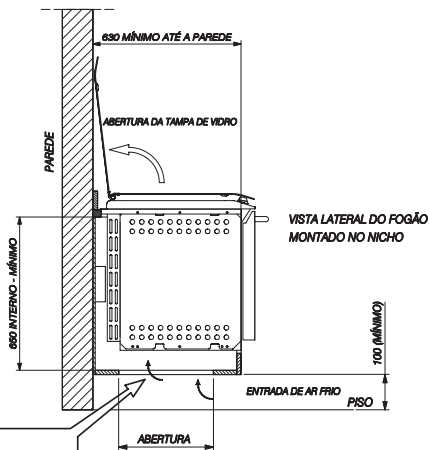 630 MÍNIMO ATÉ A PAREDE
ABERTURA DA TAMPA DE VIDRO
PAREDE
VISTA LATERAL DO FOGÃO
MONTADO NO NICHO
650 INTERNO - MÍNIMO
100 (MÍNIMO)
ENTRADA DE AR FRIO
PISO
ABERTURA